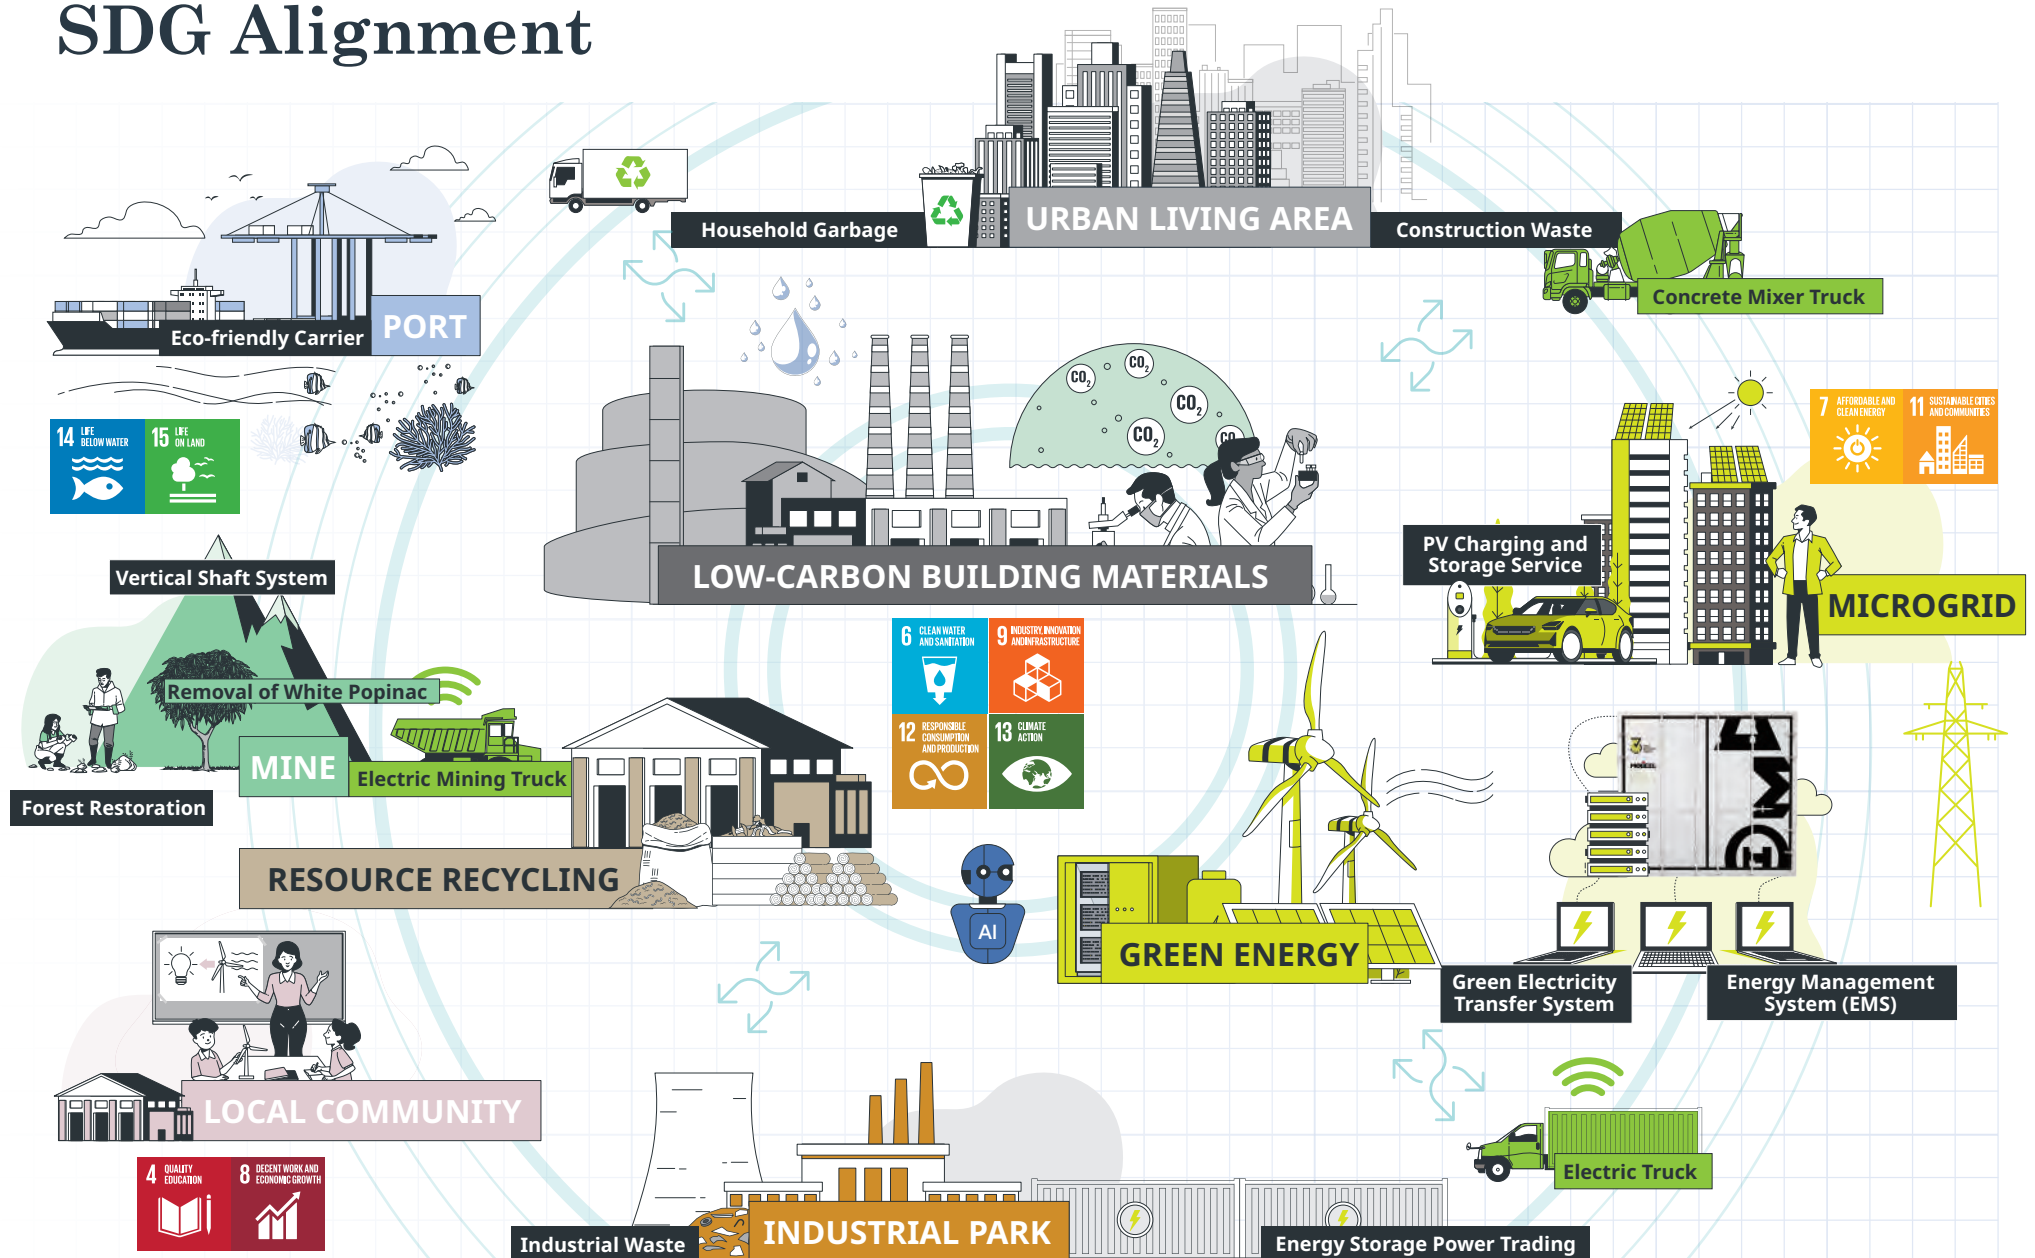 SDG Alignment
Household Garbage
URBAN LIVING AREA
Construction Waste
Concrete Mixer Truck
Eco-friendly Carrier
PORT
14 LIFE
BELOW WATER
15 LIFE
ON LAND
CO2
CO2
CO2
CO2
CO
LOW-CARBON BUILDING MATERIALS
7 AFFORDABLE AND
CLEAN ENERGY
11 SUSTAINABLE CITIES
AND COMMUNITIES
PV Charging and
Storage Service
MICROGRID
Vertical Shaft System
Removal of White Popinac
MINE
Electric Mining Truck
Forest Restoration
6 CLEAN WATER
AND SANITATION
9 INDUSTRY, INNOVATION
AND INFRASTRUCTURE
12 RESPONSIBLE
CONSUMPTION
AND PRODUCTION
13 CLIMATE
ACTION
RESOURCE RECYCLING
AI
GREEN ENERGY
Green Electricity
Transfer System
Energy Management
System (EMS)
LOCAL COMMUNITY
4 QUALITY
EDUCATION
8 DECENT WORK AND
ECONOMIC GROWTH
Electric Truck
Industrial Waste
INDUSTRIAL PARK
Energy Storage Power Trading